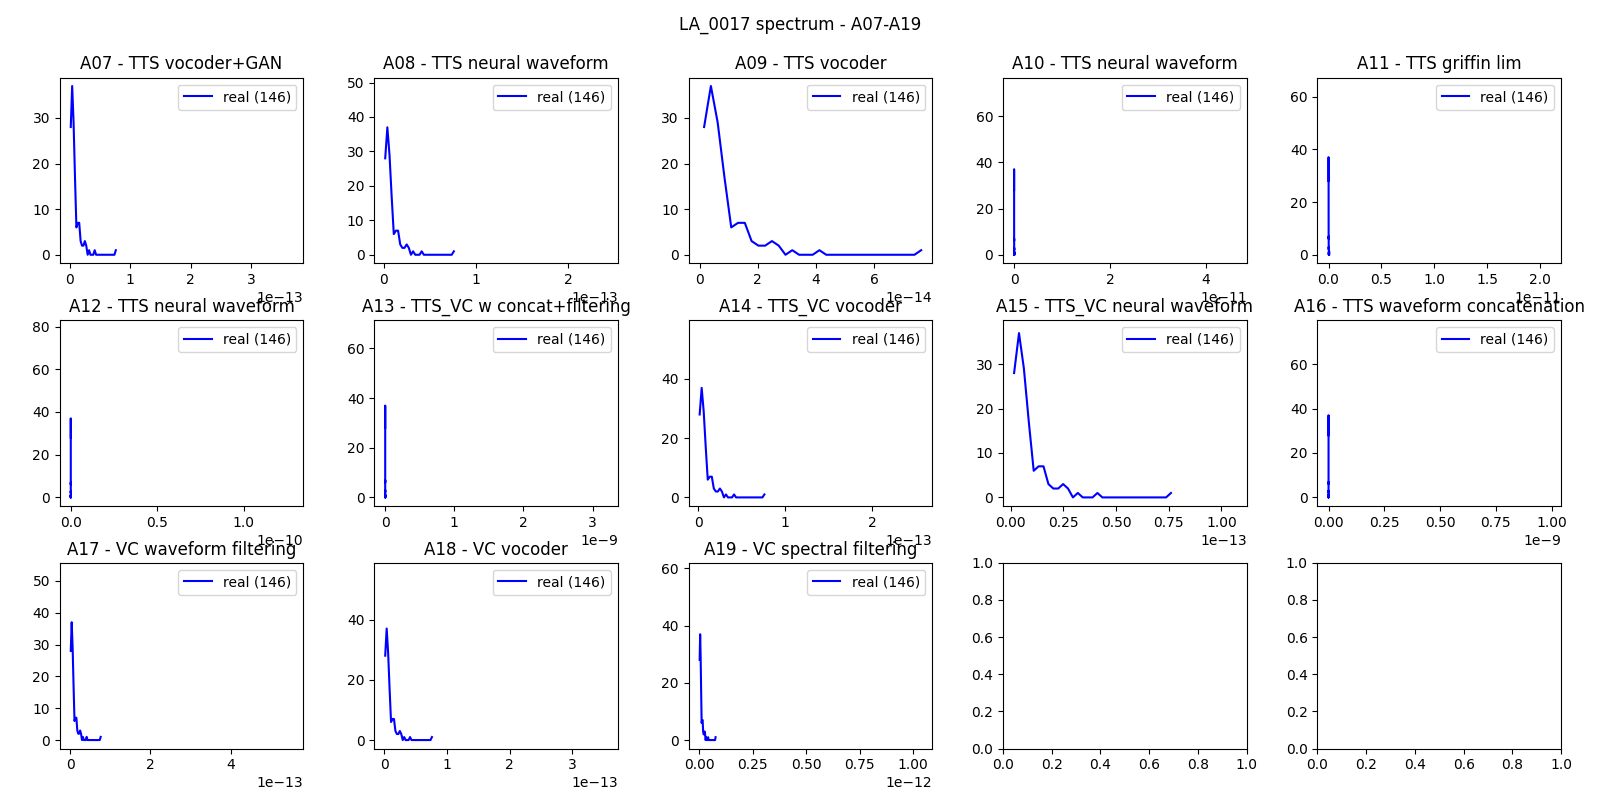 LA_0017 spectrum - A07-A19
A07 - TTS vocoder+GAN
real (146)
30
20
10
0
0 1 2 3
1e−13
A08 - TTS neural waveform
real (146)
50
40
30
20
10
0
0 1 2
1e−13
A09 - TTS vocoder
real (146)
30
20
10
0
0 2 4 6
1e−14
A10 - TTS neural waveform
real (146)
60
40
20
0
0 2 4
1e−11
A11 - TTS griffin lim
real (146)
60
40
20
0
0.0 0.5 1.0 1.5 2.0
1e−11
A12 - TTS neural waveform
real (146)
80
60
40
20
0
0.0 0.5 1.0
1e−10
A13 - TTS_VC w concat+filtering
real (146)
60
40
20
0
0 1 2 3
1e−9
A14 - TTS_VC vocoder
real (146)
40
20
0
0 1 2
1e−13
A15 - TTS_VC neural waveform
real (146)
30
20
10
0
0.00 0.25 0.50 0.75 1.00
1e−13
A16 - TTS waveform concatenation
real (146)
60
40
20
0
0.00 0.25 0.50 0.75 1.00
1e−9
A17 - VC waveform filtering
real (146)
50
40
30
20
10
0
0 2 4
1e−13
A18 - VC vocoder
real (146)
40
20
0
0 1 2 3
1e−13
A19 - VC spectral filtering
real (146)
60
40
20
0
0.00 0.25 0.50 0.75 1.00
1e−12
1.0
0.8
0.6
0.4
0.2
0.0
0.0 0.2 0.4 0.6 0.8 1.0
1.0
0.8
0.6
0.4
0.2
0.0
0.0 0.2 0.4 0.6 0.8 1.0